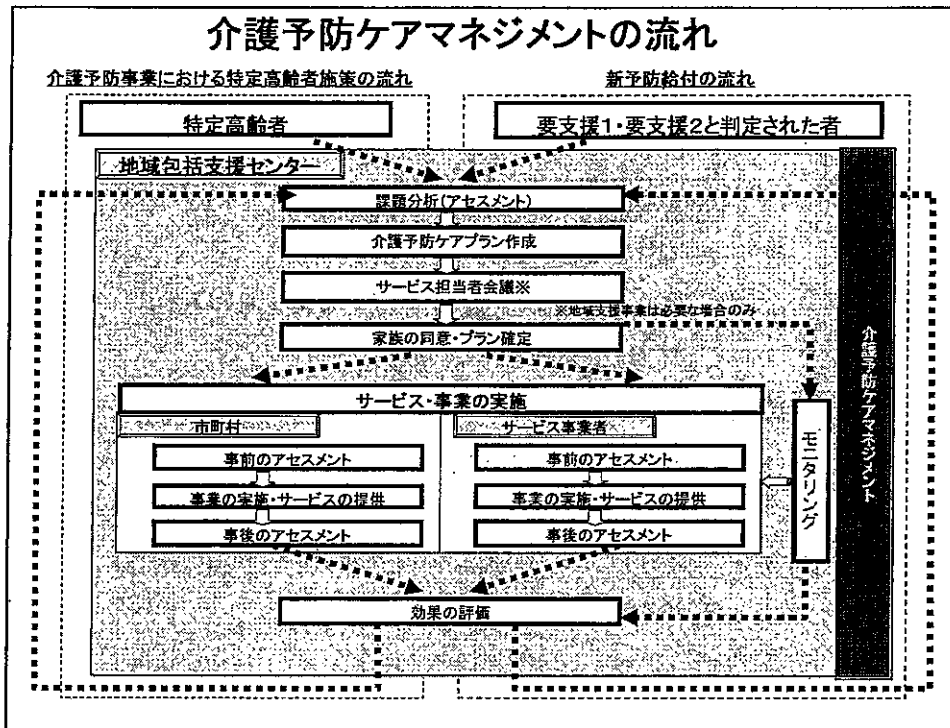 介護予防ケアマネジメントの流れ
介護予防事業における特定高齢者施策の流れ
新予防給付の流れ
特定高齢者
要支援1・要支援2と判定された者
地域包括支援センター
課題分析(アセスメント)
介護予防ケアプラン作成
サービス担当者会議※
※地域支援事業は必要な場合のみ
家族の同意・プラン確定
サービス・事業の実施
市町村
サービス事業者
事前のアセスメント
事前のアセスメント
事業の実施・サービスの提供
事業の実施・サービスの提供
事後のアセスメント
事後のアセスメント
モニタリング
介護予防ケアマネジメント
効果の評価